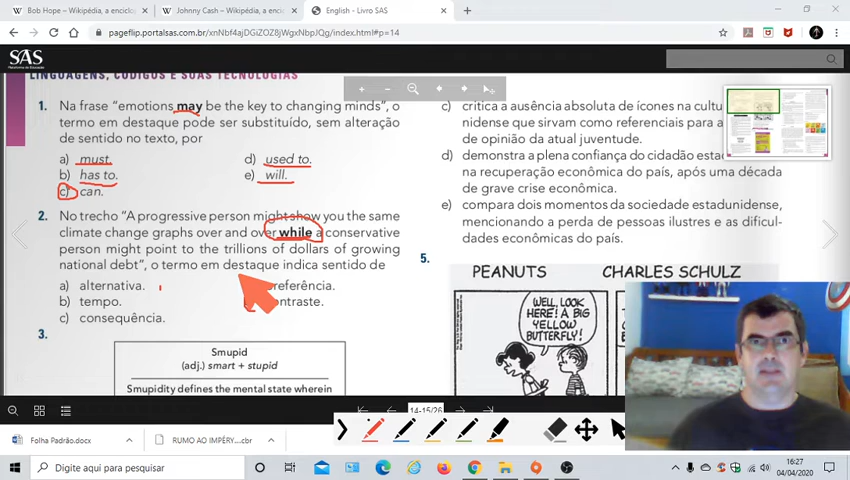 Bob Hope – Wikipédia, a enciclo
Johnny Cash – Wikipédia, a enci
English - Livro SAS
pageflip.portalsas.com.br/xnNbf4ajDGiZOZ8jWgxNbpJQg/index.html#p=14
SAS
LINGUAGENS, CÓDIGOS E SUAS TECNOLOGIAS
1. Na frase “emotions may be the key to changing minds”, o
termo em destaque pode ser substituído, sem alteração
de sentido no texto, por
a) must.
d) used to.
b) has to.
e) will.
c) can.
2. No trecho “A progressive person might show you the same
climate change graphs over and over while a conservative
person might point to the trillions of dollars of growing
national debt”, o termo em destaque indica sentido de
a) alternativa.
preferência.
b) tempo.
contraste.
c) consequência.
3.
Smupid
(adj.) smart + stupid
Smupidity defines the mental state wherein
c) critica a ausência absoluta de ícones na cultu
nidense que sirvam como referenciais para a
de opinião da atual juventude.
d) demonstra a plena confiança do cidadão esta
na recuperação econômica do país, após uma década
de grave crise econômica.
e) compara dois momentos da sociedade estadunidense,
mencionando a perda de pessoas ilustres e as dificul-
dades econômicas do país.
5.
PEANUTS CHARLES SCHULZ
WELL, LOOK
HERE! A BIG
YELLOW
BUTTERFLY!
14-15/26
Folha Padrão.docx
RUMO AO IMPÉRY....cbr
Digite aqui para pesquisar
16:27
04/04/2020